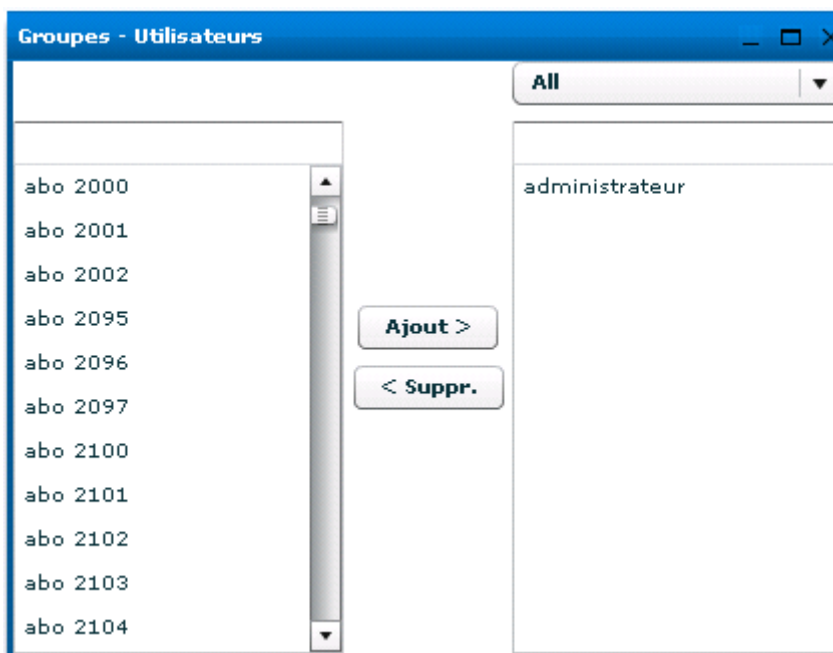 Groupes - Utilisateurs
All
abo 2000
abo 2001
abo 2002
abo 2095
abo 2096
abo 2097
abo 2100
abo 2101
abo 2102
abo 2103
abo 2104
Ajout >
< Suppr.
administrateur